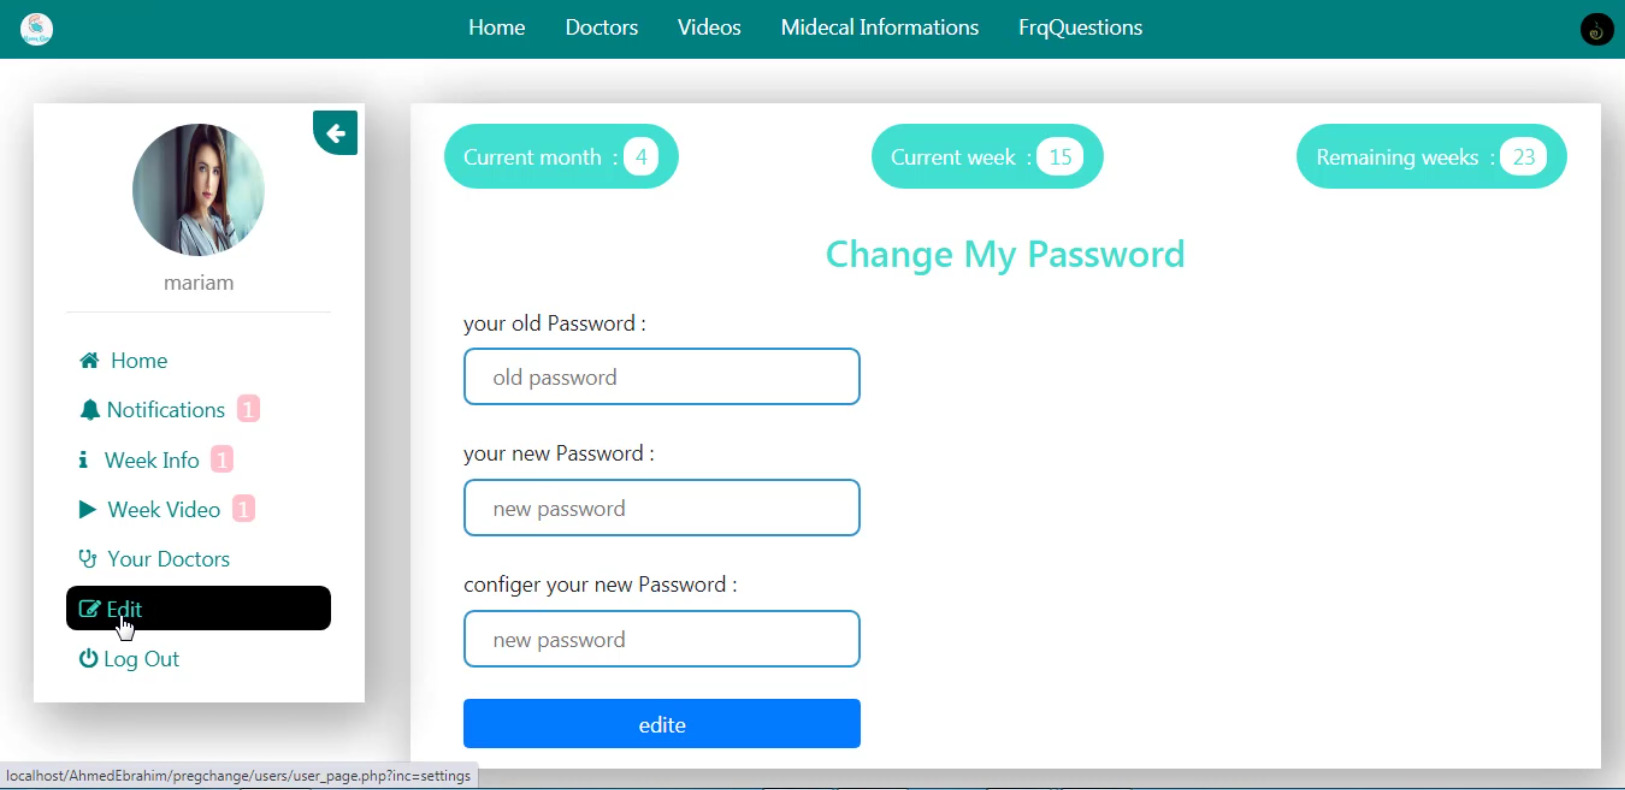 Home Doctors Videos Midecal Informations FrqQuestions
mariam
Home
Notifications 1
Week Info 1
Week Video 1
Your Doctors
Edit
Log Out
Current month : 4
Current week : 15
Remaining weeks : 23
Change My Password
your old Password :
old password
your new Password :
new password
configer your new Password :
new password
edite
localhost/AhmedEbrahim/pregchange/users/user_page.php?inc=settings